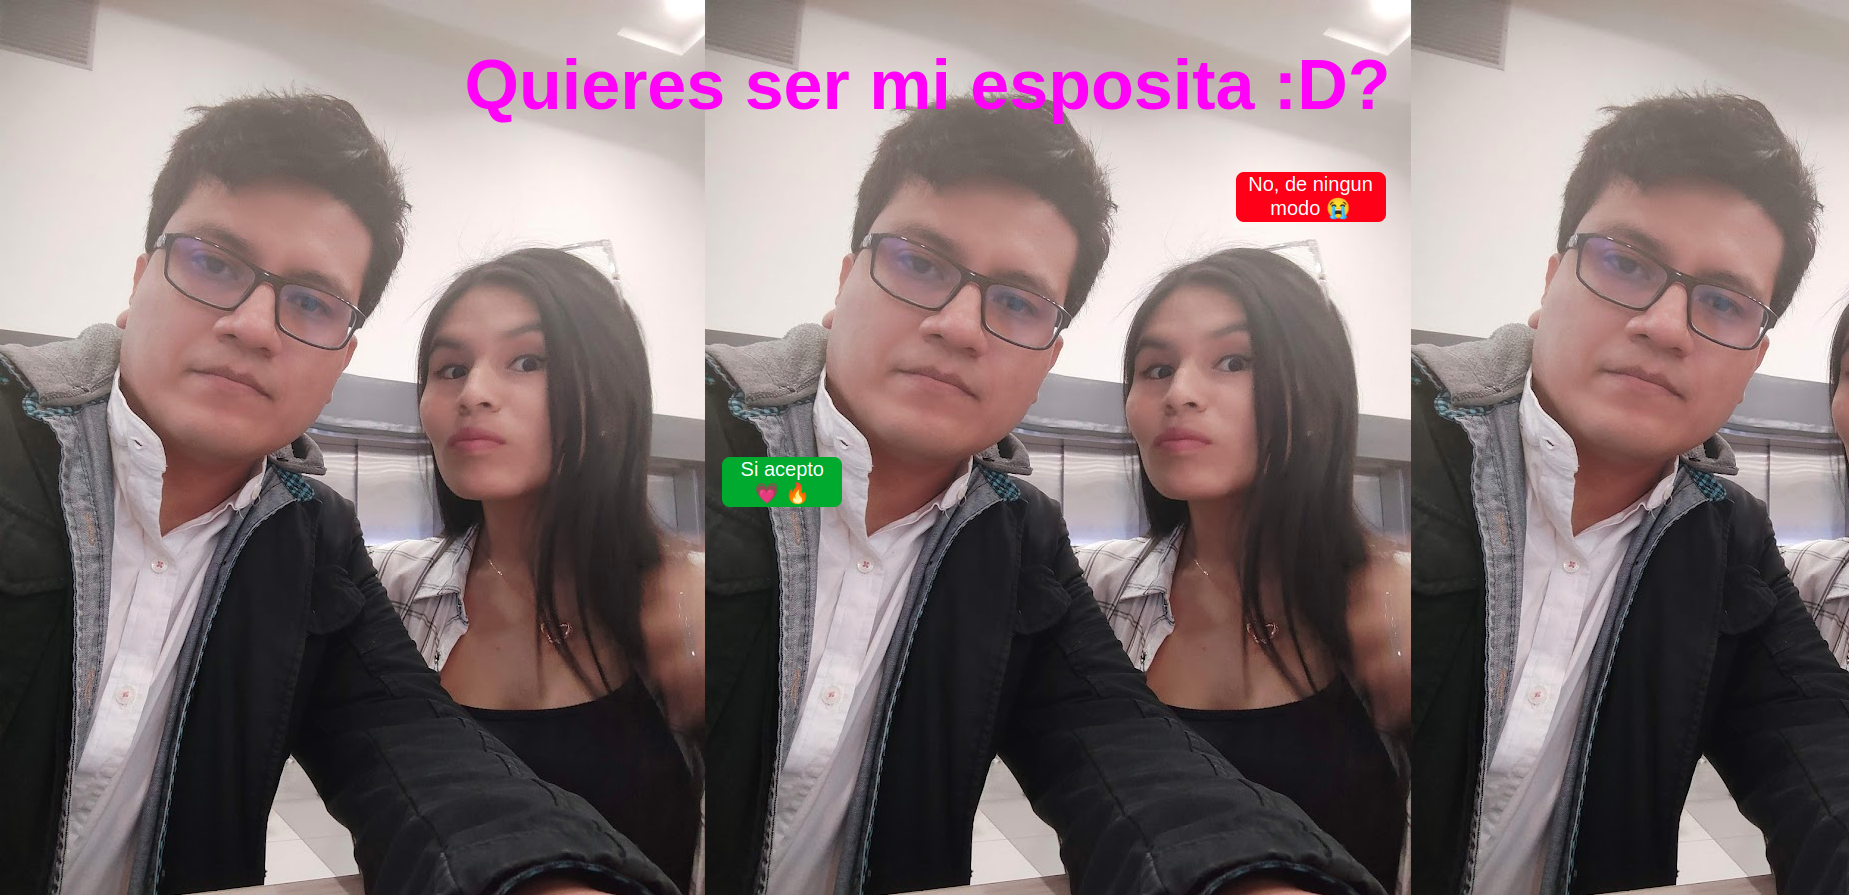 Quieres ser mi esposita :D?
No, de ningun
modo 😭
Si acepto
💗 🔥